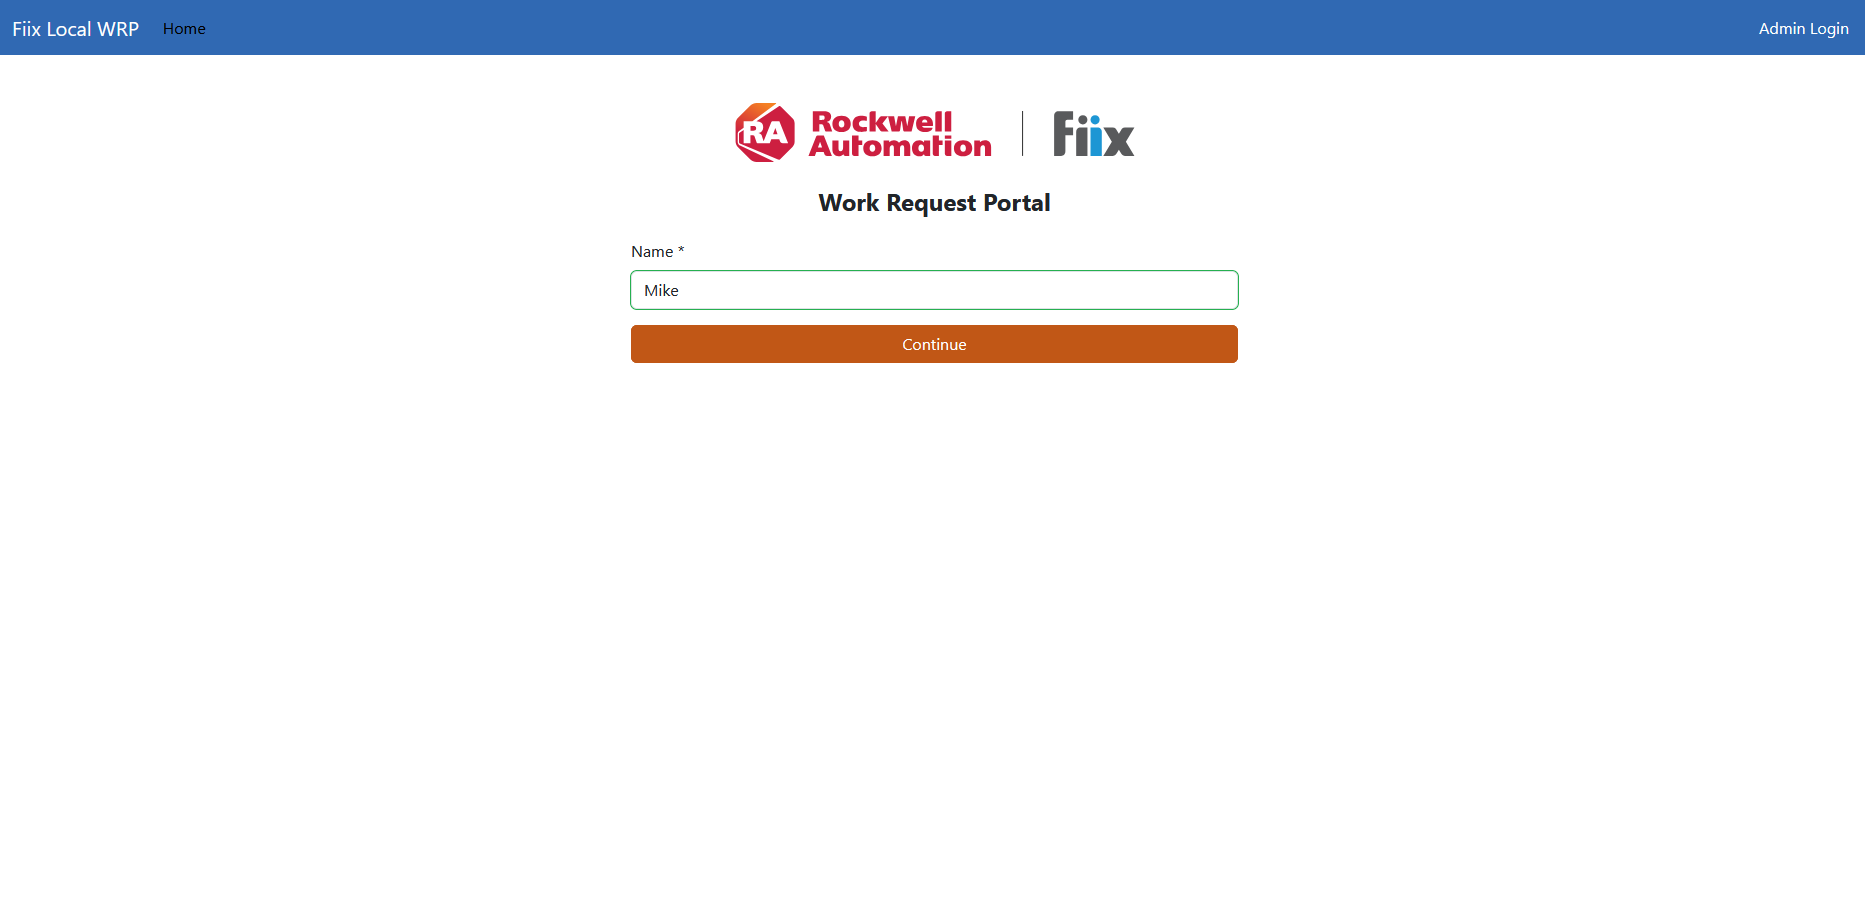 Fiix Local WRP Home Admin Login
RA Rockwell Automation Fiix
Work Request Portal
Name *
Mike
Continue